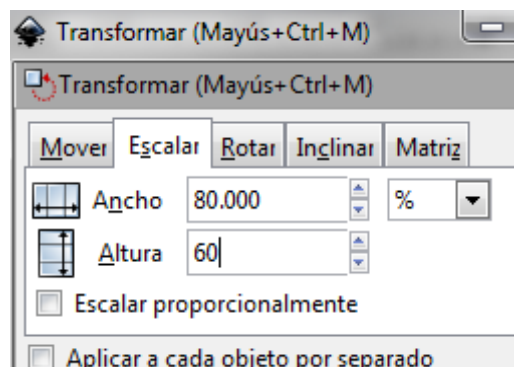 Transformar (Mayús+Ctrl+M)
Transformar (Mayús+Ctrl+M)
Mover Escalar Rotar Inclinar Matriz
Ancho 80.000 %
Altura 60
Escalar proporcionalmente
Aplicar a cada objeto por separado